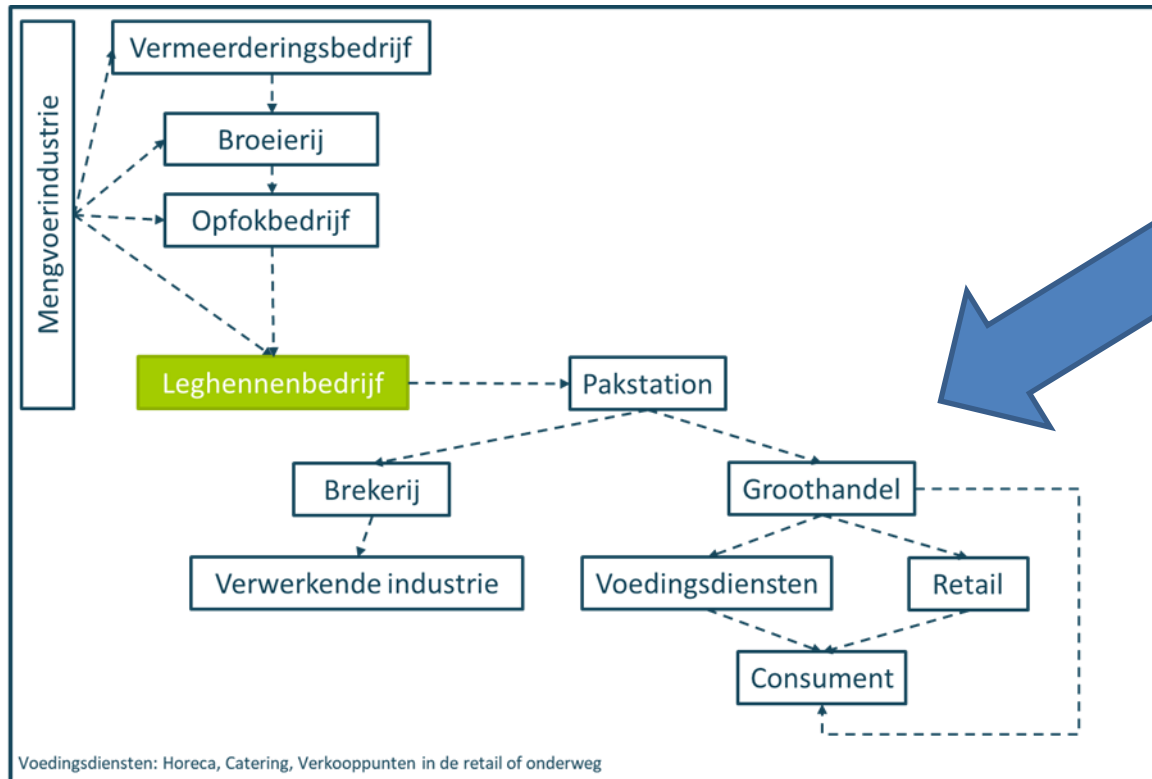 Mengvoerindustrie
Vermeerderingsbedrijf
Broeierij
Opfokbedrijf
Leghennenbedrijf
Pakstation
Brekerij
Groothandel
Verwerkende industrie
Voedingsdiensten
Retail
Consument
Voedingsdiensten: Horeca, Catering, Verkooppunten in de retail of onderweg